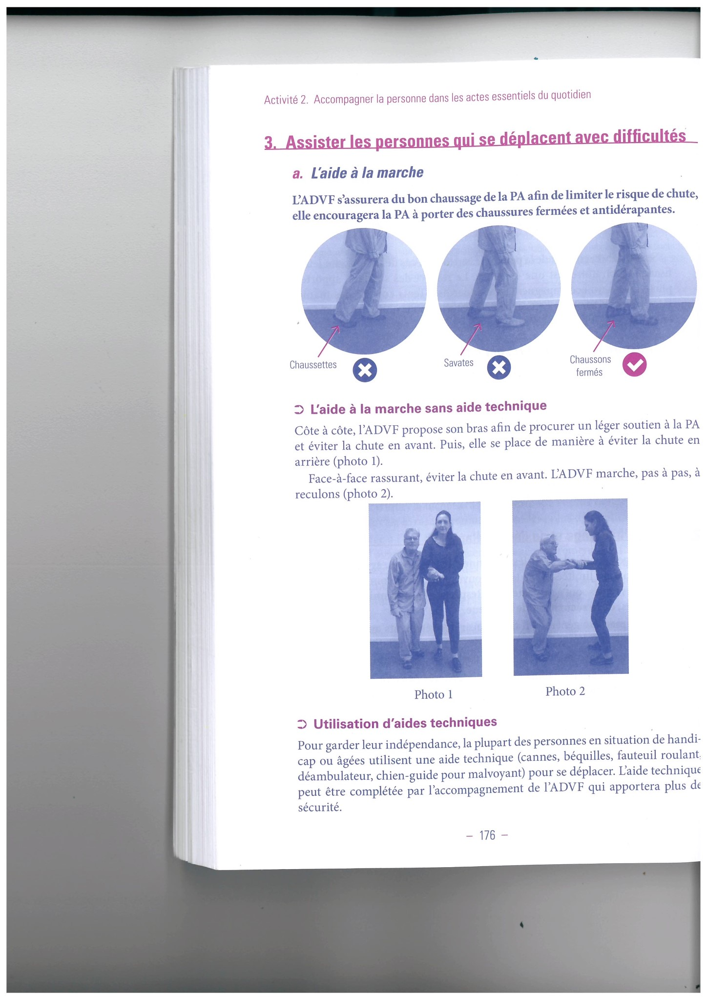 Activité 2. Accompagner la personne dans les actes essentiels du quotidien
3. Assister les personnes qui se déplacent avec difficultés
a. L'aide à la marche
L'ADVF s'assurera du bon chaussage de la PA afin de limiter le risque de chute,
elle encouragera la PA à porter des chaussures fermées et antidérapantes.
Chaussettes
Savates
Chaussons
fermés
L'aide à la marche sans aide technique
Côte à côte, l'ADVF propose son bras afin de procurer un léger soutien à la PA
et éviter la chute en avant. Puis, elle se place de manière à éviter la chute en
arrière (photo 1).
Face-à-face rassurant, éviter la chute en avant. L'ADVF marche, pas à pas, à
reculons (photo 2).
Photo 1
Photo 2
Utilisation d'aides techniques
Pour garder leur indépendance, la plupart des personnes en situation de handi-
cap ou âgées utilisent une aide technique (cannes, béquilles, fauteuil roulant,
déambulateur, chien-guide pour malvoyant) pour se déplacer. L'aide technique
peut être complétée par l'accompagnement de l'ADVF qui apportera plus de
sécurité.
– 176 –